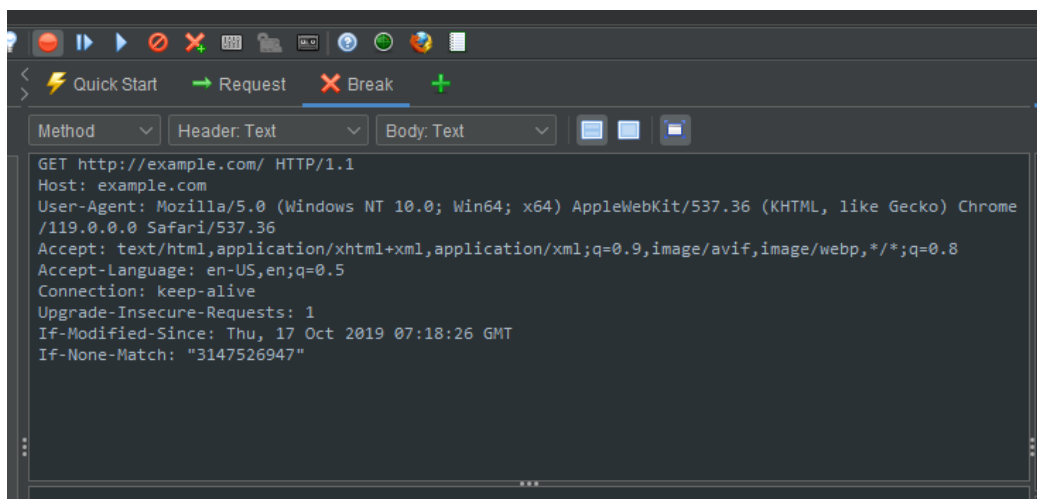 Quick Start
Request
Break
Method
Header: Text
Body: Text
GET http://example.com/ HTTP/1.1
Host: example.com
User-Agent: Mozilla/5.0 (Windows NT 10.0; Win64; x64) AppleWebKit/537.36 (KHTML, like Gecko) Chrome
/119.0.0.0 Safari/537.36
Accept: text/html,application/xhtml+xml,application/xml;q=0.9,image/avif,image/webp,*/*;q=0.8
Accept-Language: en-US,en;q=0.5
Connection: keep-alive
Upgrade-Insecure-Requests: 1
If-Modified-Since: Thu, 17 Oct 2019 07:18:26 GMT
If-None-Match: "3147526947"